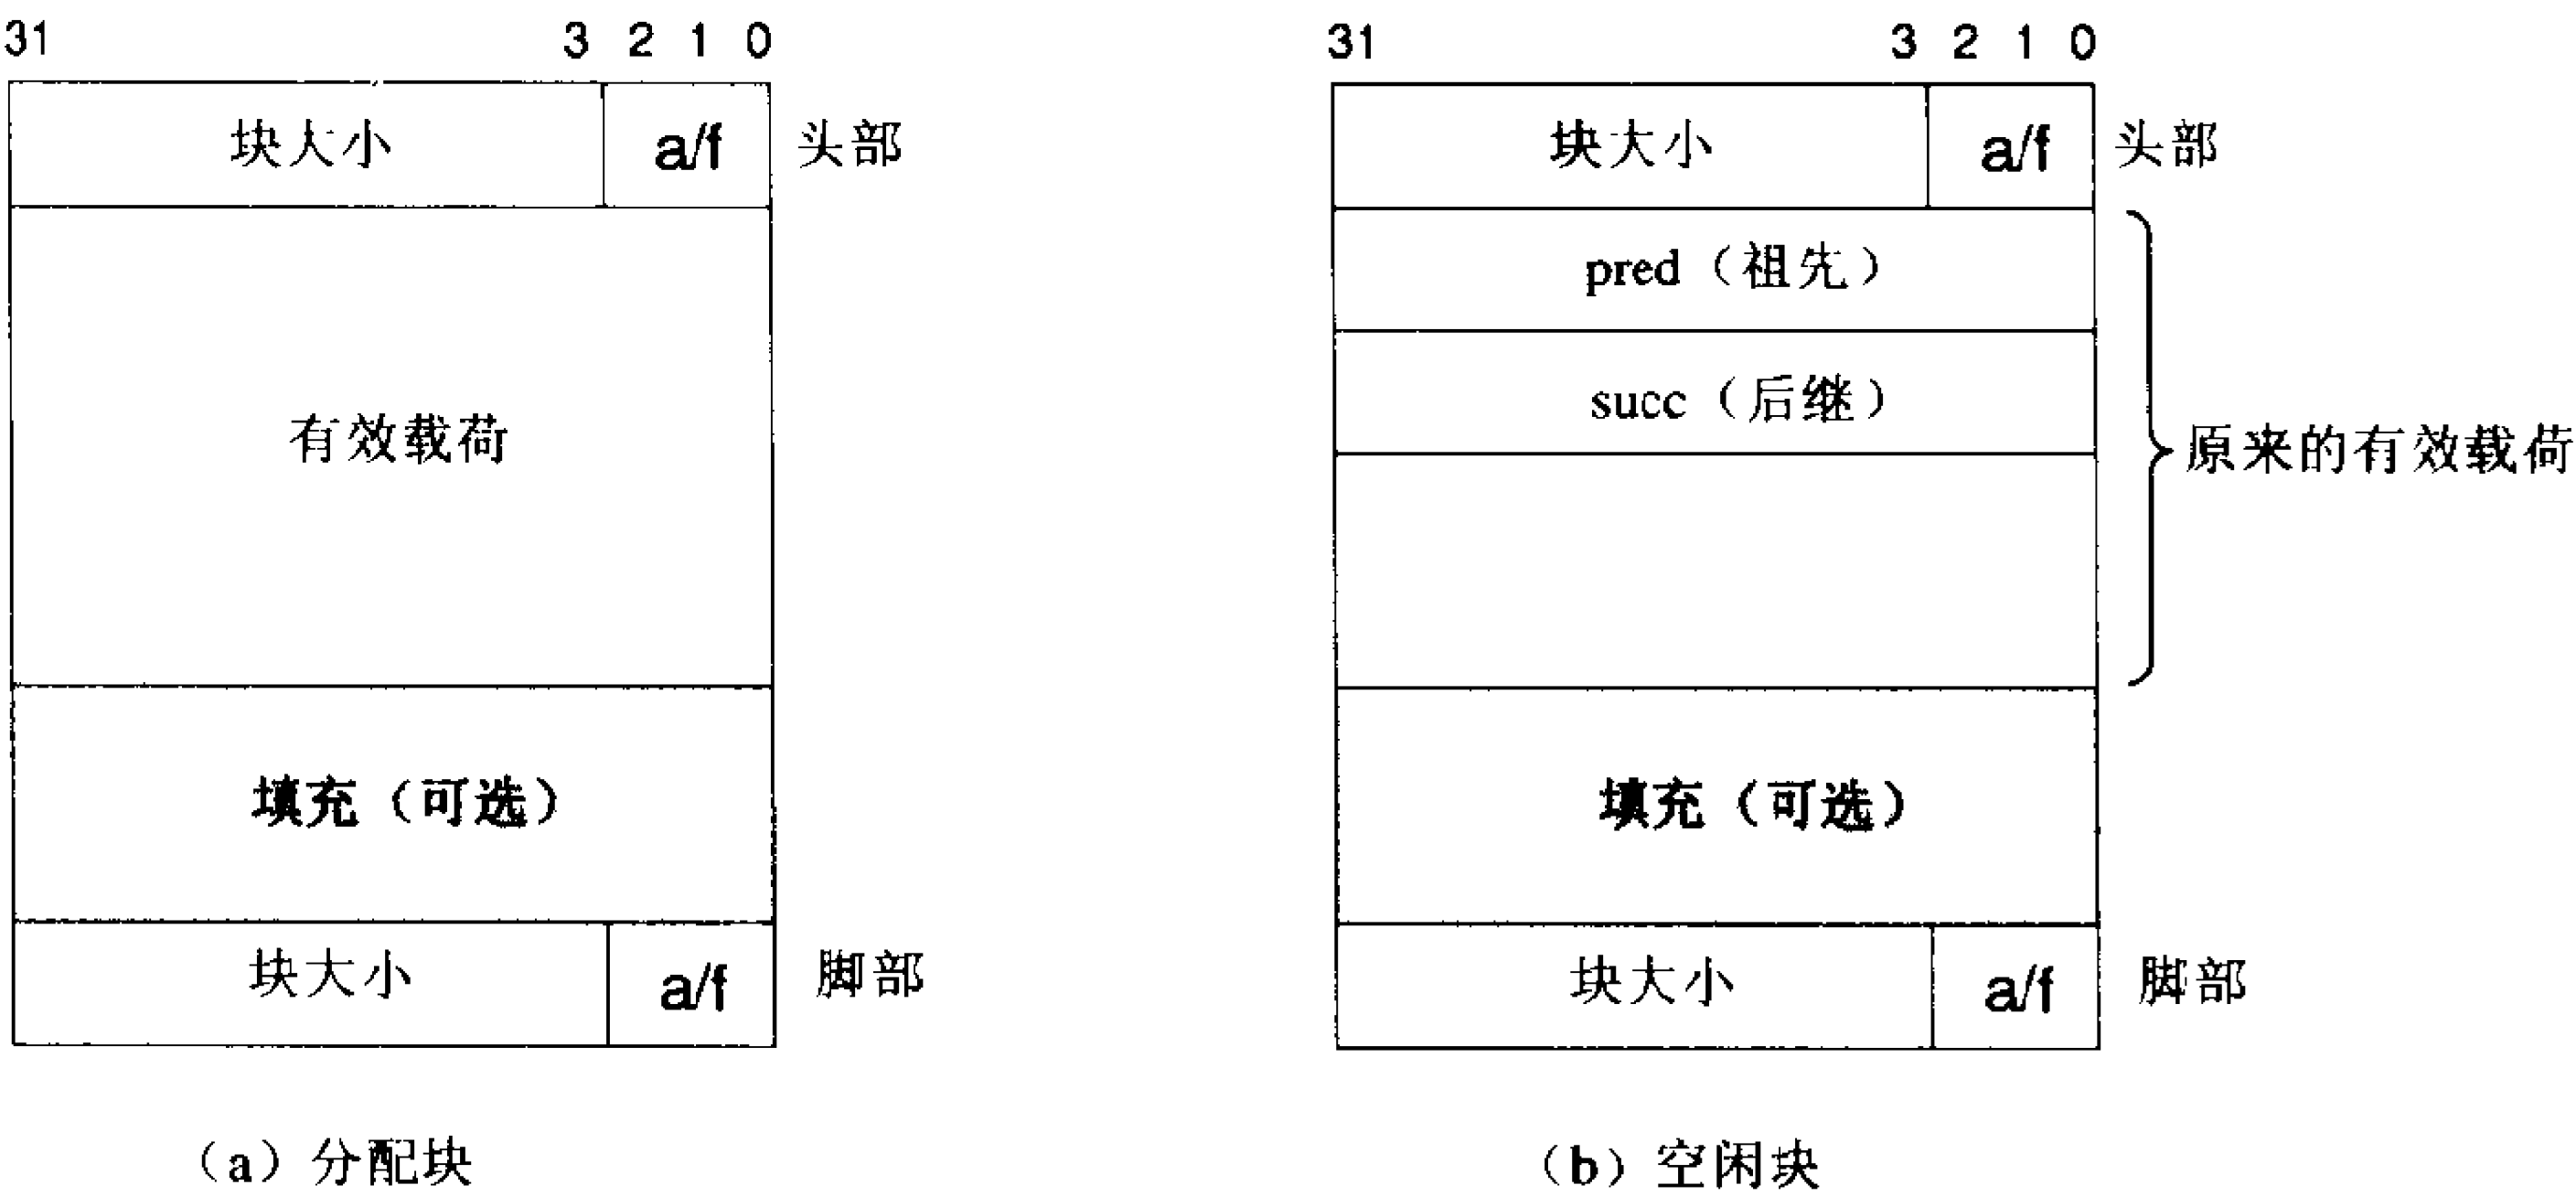 31 3 2 1 0
块大小 a/f 头部
有效载荷
填充（可选）
块大小 a/f 脚部
（a）分配块
31 3 2 1 0
块大小 a/f 头部
pred（祖先）
succ（后继）
原来的有效载荷
填充（可选）
块大小 a/f 脚部
（b）空闲块